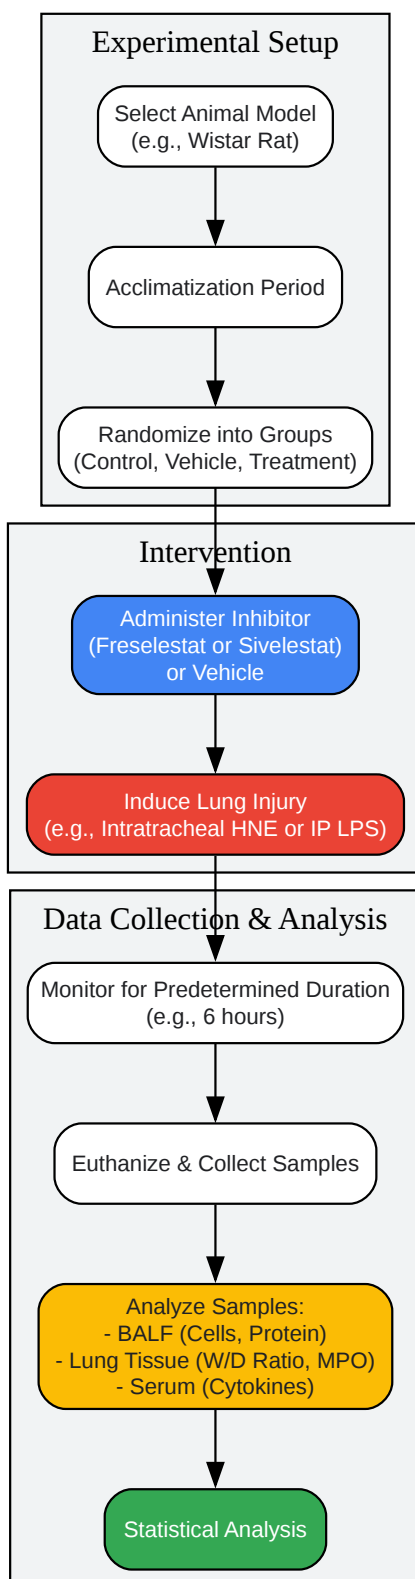 Experimental Setup
Select Animal Model
(e.g., Wistar Rat)
Acclimatization Period
Randomize into Groups
(Control, Vehicle, Treatment)
Intervention
Administer Inhibitor
(Freselestat or Sivelestat)
or Vehicle
Induce Lung Injury
(e.g., Intratracheal HNE or IP LPS)
Data Collection & Analysis
Monitor for Predetermined Duration
(e.g., 6 hours)
Euthanize & Collect Samples
Analyze Samples:
- BALF (Cells, Protein)
- Lung Tissue (W/D Ratio, MPO)
- Serum (Cytokines)
Statistical Analysis